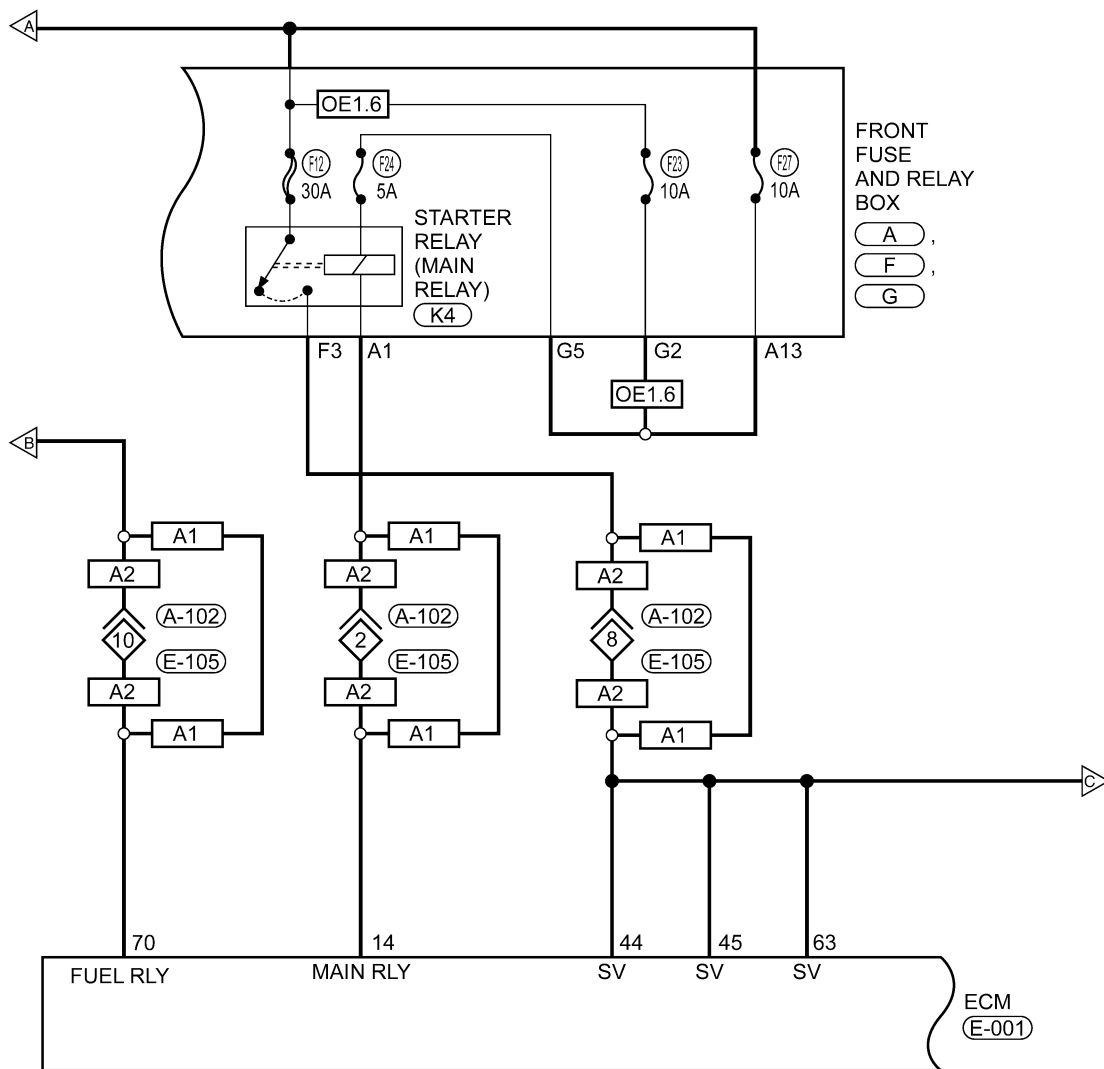 A
OE1.6
F12
30A
F24
5A
F23
10A
F27
10A
FRONT
FUSE
AND RELAY
BOX
A ,
F ,
G
STARTER
RELAY
(MAIN
RELAY)
K4
F3
A1
G5
G2
A13
OE1.6
B
A1
A2
A-102
10
E-105
A2
A1
A1
A2
A-102
2
E-105
A2
A1
A1
A2
A-102
8
E-105
A2
A1
C
70
14
44
45
63
FUEL RLY
MAIN RLY
SV
SV
SV
ECM
E-001